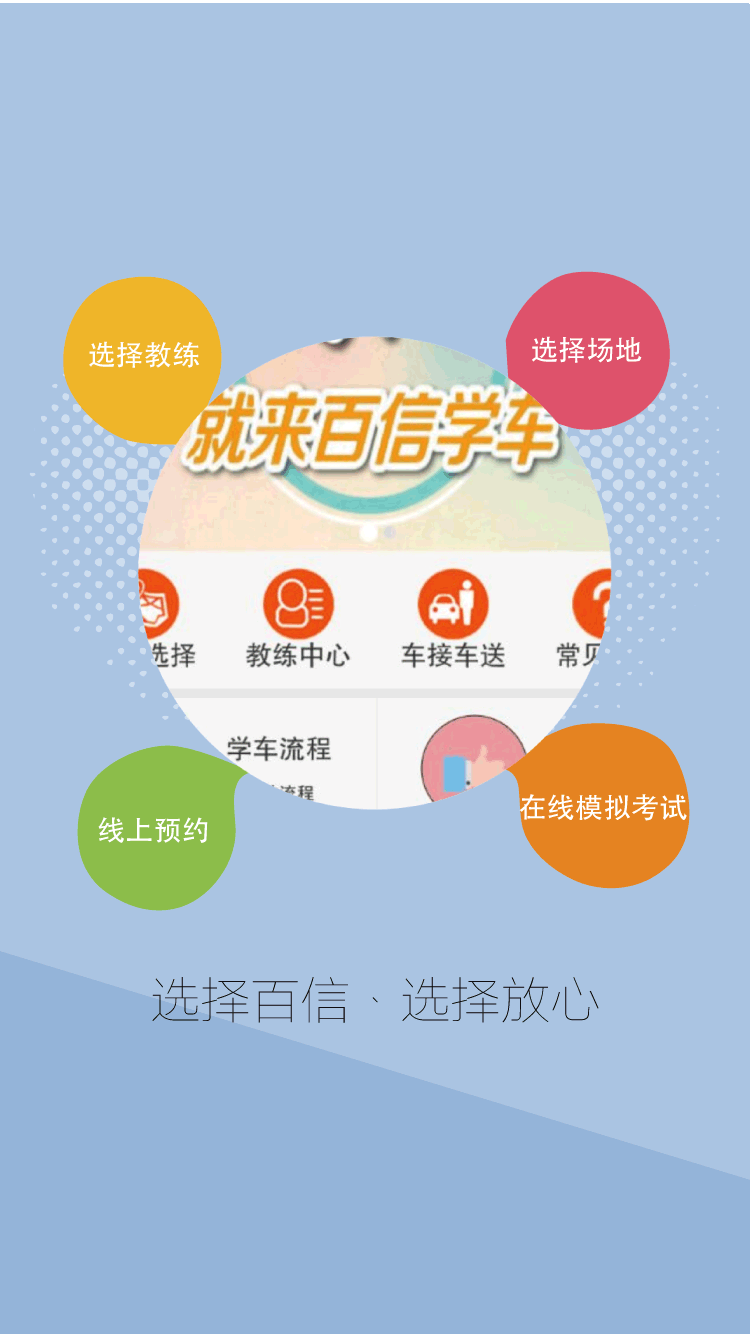 选择教练
选择场地
就来百信学车
选择
教练中心
车接车送
常见
学车流程
流程
线上预约
在线模拟考试
选择百信、选择放心